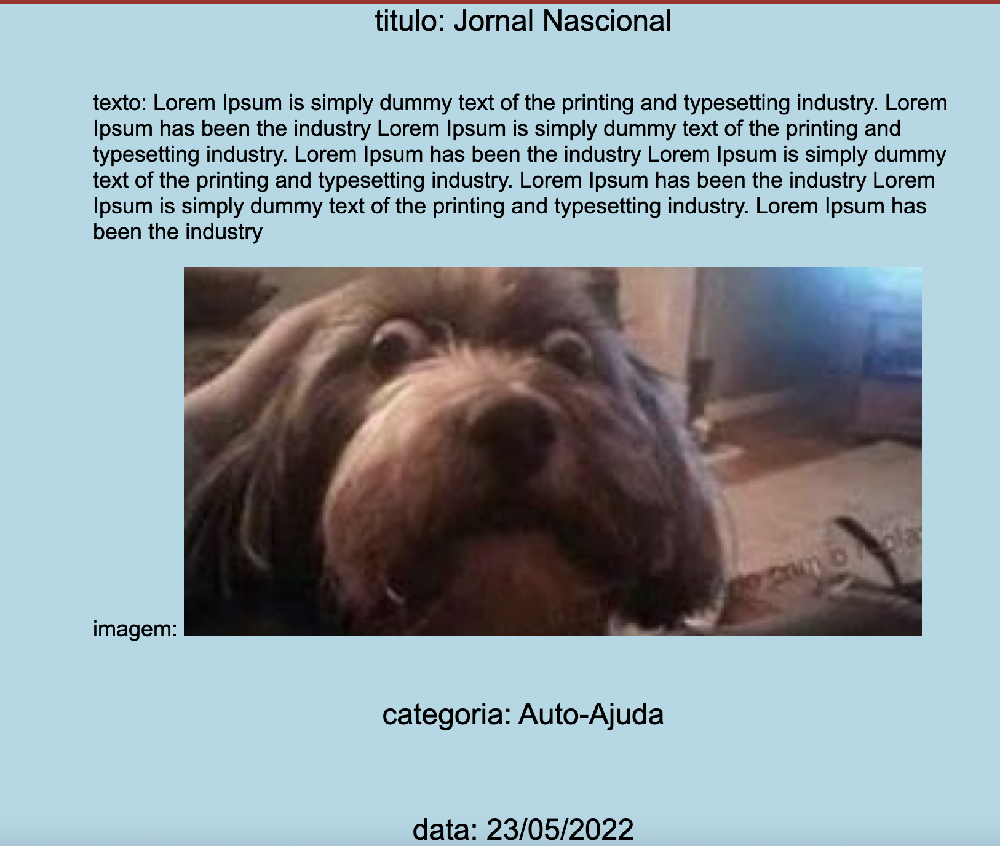 titulo: Jornal Nascional
texto: Lorem Ipsum is simply dummy text of the printing and typesetting industry. Lorem
Ipsum has been the industry Lorem Ipsum is simply dummy text of the printing and
typesetting industry. Lorem Ipsum has been the industry Lorem Ipsum is simply dummy
text of the printing and typesetting industry. Lorem Ipsum has been the industry Lorem
Ipsum is simply dummy text of the printing and typesetting industry. Lorem Ipsum has
been the industry
com o
imagem:
categoria: Auto-Ajuda
data: 23/05/2022